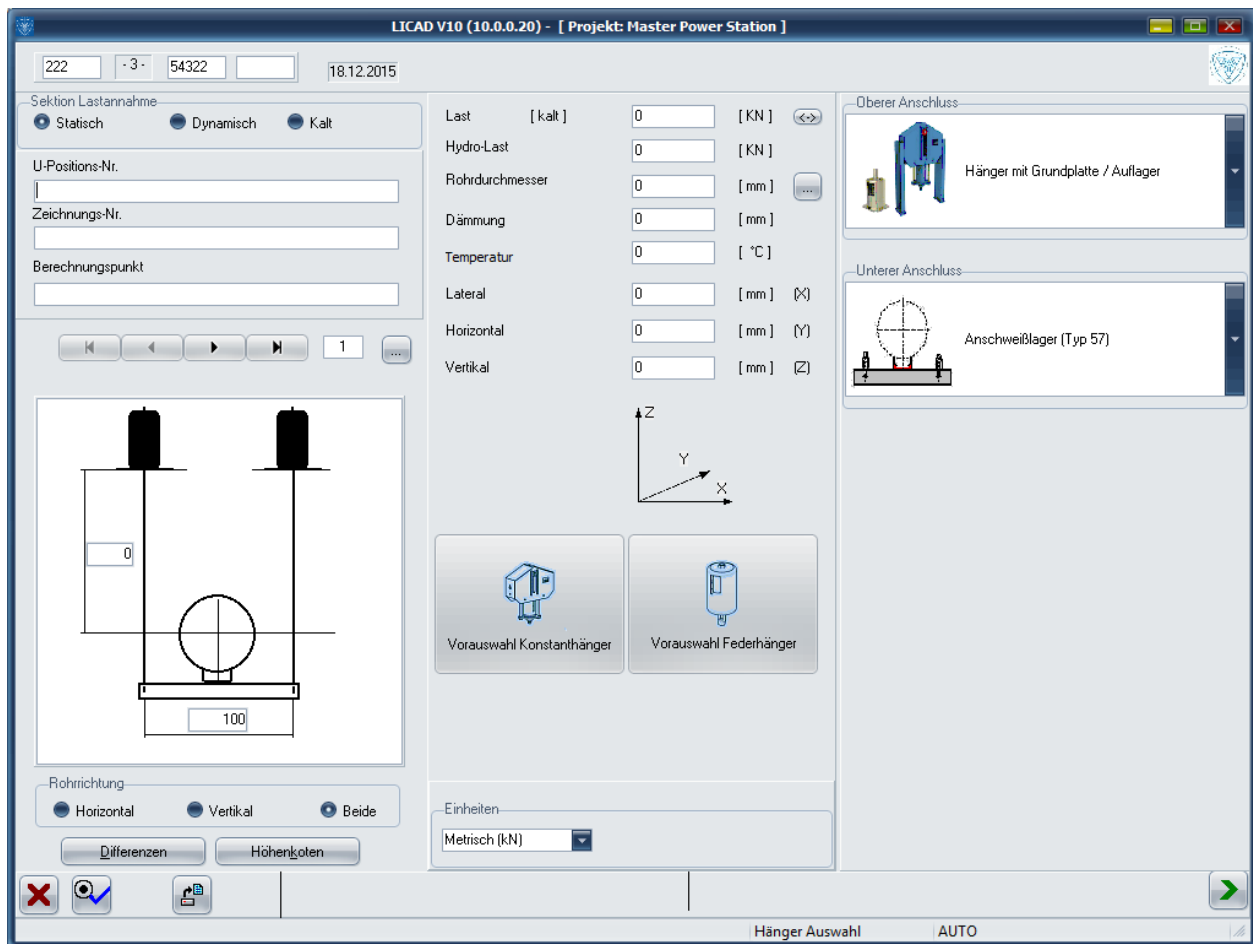 LICAD V10 (10.0.0.20) - [ Projekt: Master Power Station ]
222 - 3 - 54322 18.12.2015
Sektion Lastannahme
Statisch Dynamisch Kalt
U-Positions-Nr.
Zeichnungs-Nr.
Berechnungspunkt
1 ...
0
100
Rohrrichtung
Horizontal Vertikal Beide
Differenzen Höhenkoten
Last [ kalt ] 0 [ KN ] <->
Hydro-Last 0 [ KN ]
Rohrdurchmesser 0 [ mm ] ...
Dämmung 0 [ mm ]
Temperatur 0 [ °C ]
Lateral 0 [ mm ] (X)
Horizontal 0 [ mm ] (Y)
Vertikal 0 [ mm ] (Z)
Z
Y
X
Vorauswahl Konstanthänger Vorauswahl Federhänger
Einheiten
Metrisch (kN)
Oberer Anschluss
Hänger mit Grundplatte / Auflager
Unterer Anschluss
Anschweißlager (Typ 57)
Hänger Auswahl AUTO